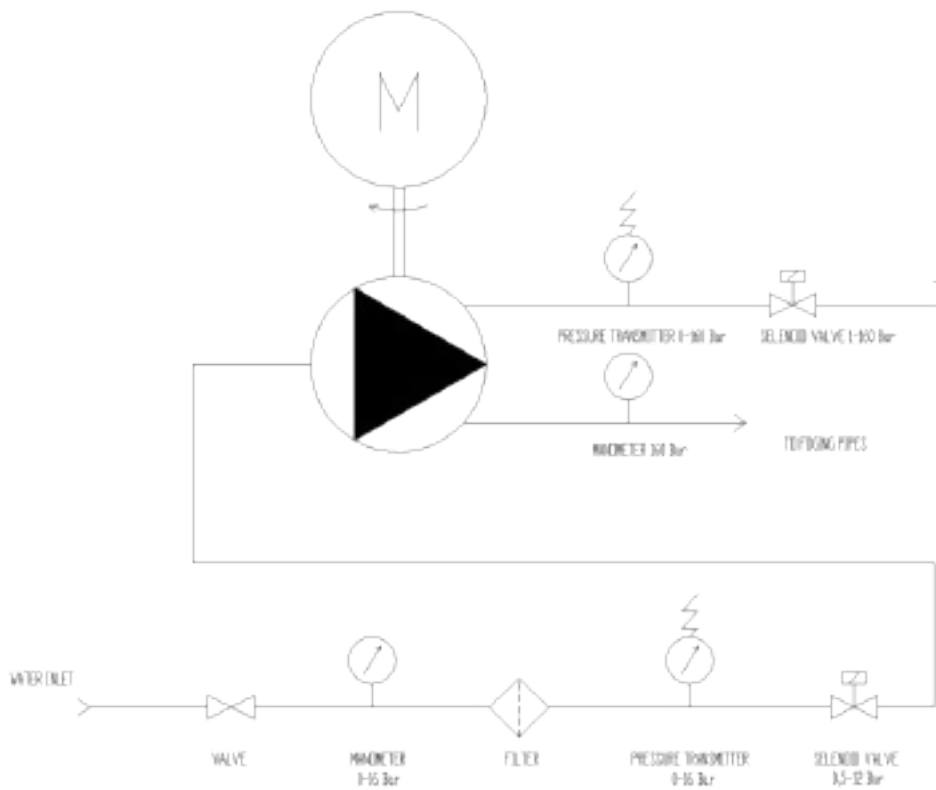 M
PRESSURE TRANSMITTER 0-160 Bar
SELENOID VALVE 1-160 Bar
MANOMETER 160 Bar
TO FOGING PIPES
WATER INLET
VALVE
MANOMETER
0-16 Bar
FILTER
PRESSURE TRANSMITTER
0-16 Bar
SELENOID VALVE
0,5-12 Bar